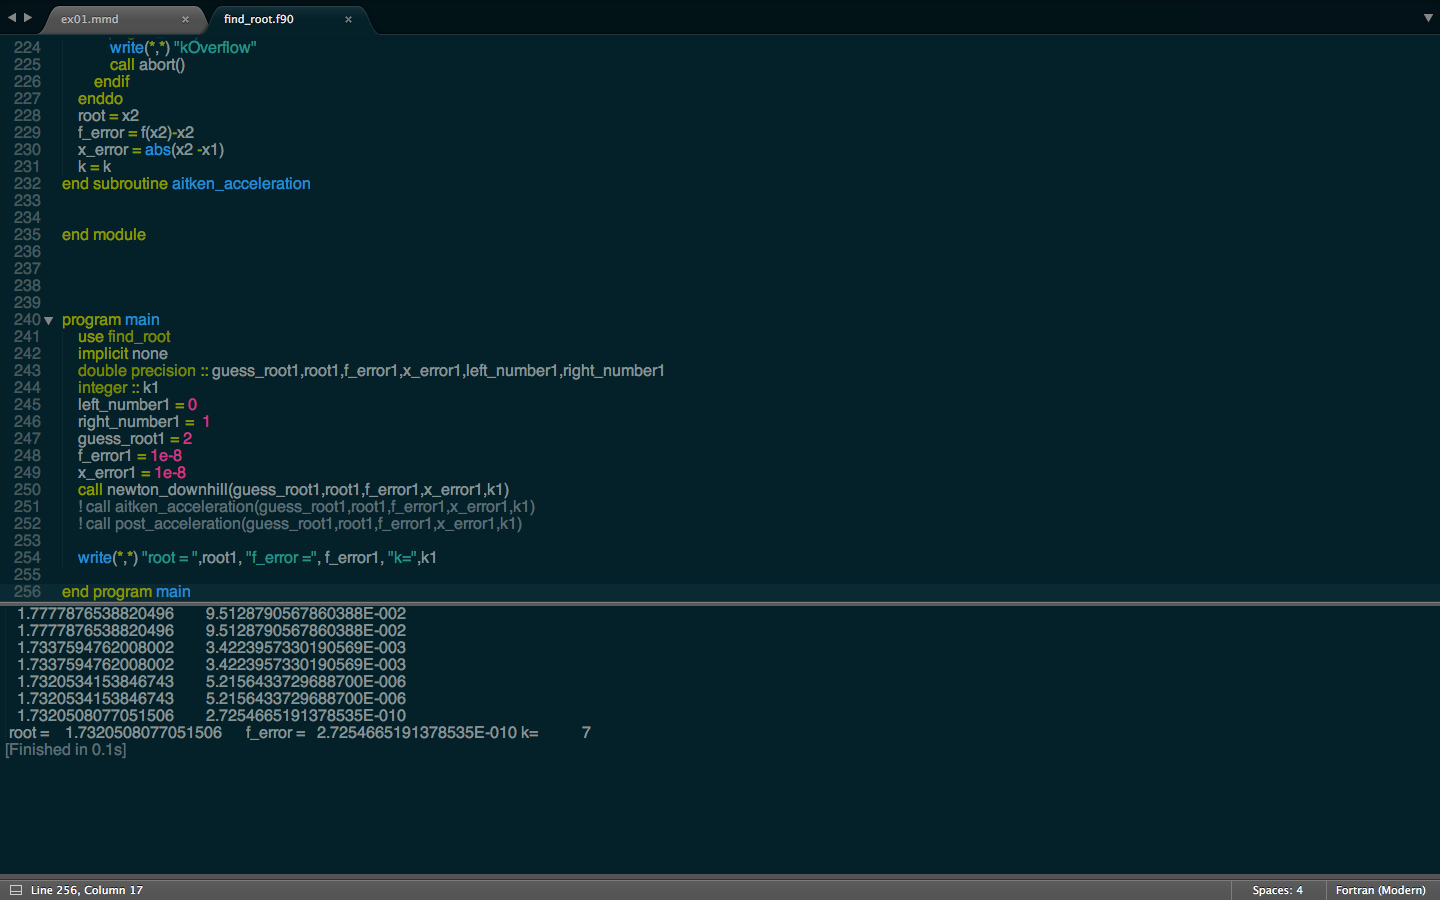 ex01.mmd × find_root.f90 ×
224 write(*,*) "kOverflow"
225 call abort()
226 endif
227 enddo
228 root = x2
229 f_error = f(x2)-x2
230 x_error = abs(x2 -x1)
231 k = k
232 end subroutine aitken_acceleration
233
234
235 end module
236
237
238
239
240 program main
241 use find_root
242 implicit none
243 double precision :: guess_root1,root1,f_error1,x_error1,left_number1,right_number1
244 integer :: k1
245 left_number1 = 0
246 right_number1 =  1
247 guess_root1 = 2
248 f_error1 = 1e-8
249 x_error1 = 1e-8
250 call newton_downhill(guess_root1,root1,f_error1,x_error1,k1)
251 ! call aitken_acceleration(guess_root1,root1,f_error1,x_error1,k1)
252 ! call post_acceleration(guess_root1,root1,f_error1,x_error1,k1)
253
254 write(*,*) "root = ",root1, "f_error =", f_error1, "k=",k1
255
256 end program main
1.7777876538820496 9.5128790567860388E-002
1.7777876538820496 9.5128790567860388E-002
1.7337594762008002 3.4223957330190569E-003
1.7337594762008002 3.4223957330190569E-003
1.7320534153846743 5.2156433729688700E-006
1.7320534153846743 5.2156433729688700E-006
1.7320508077051506 2.7254665191378535E-010
root = 1.7320508077051506 f_error = 2.7254665191378535E-010 k= 7
[Finished in 0.1s]
Line 256, Column 17 Spaces: 4 Fortran (Modern)